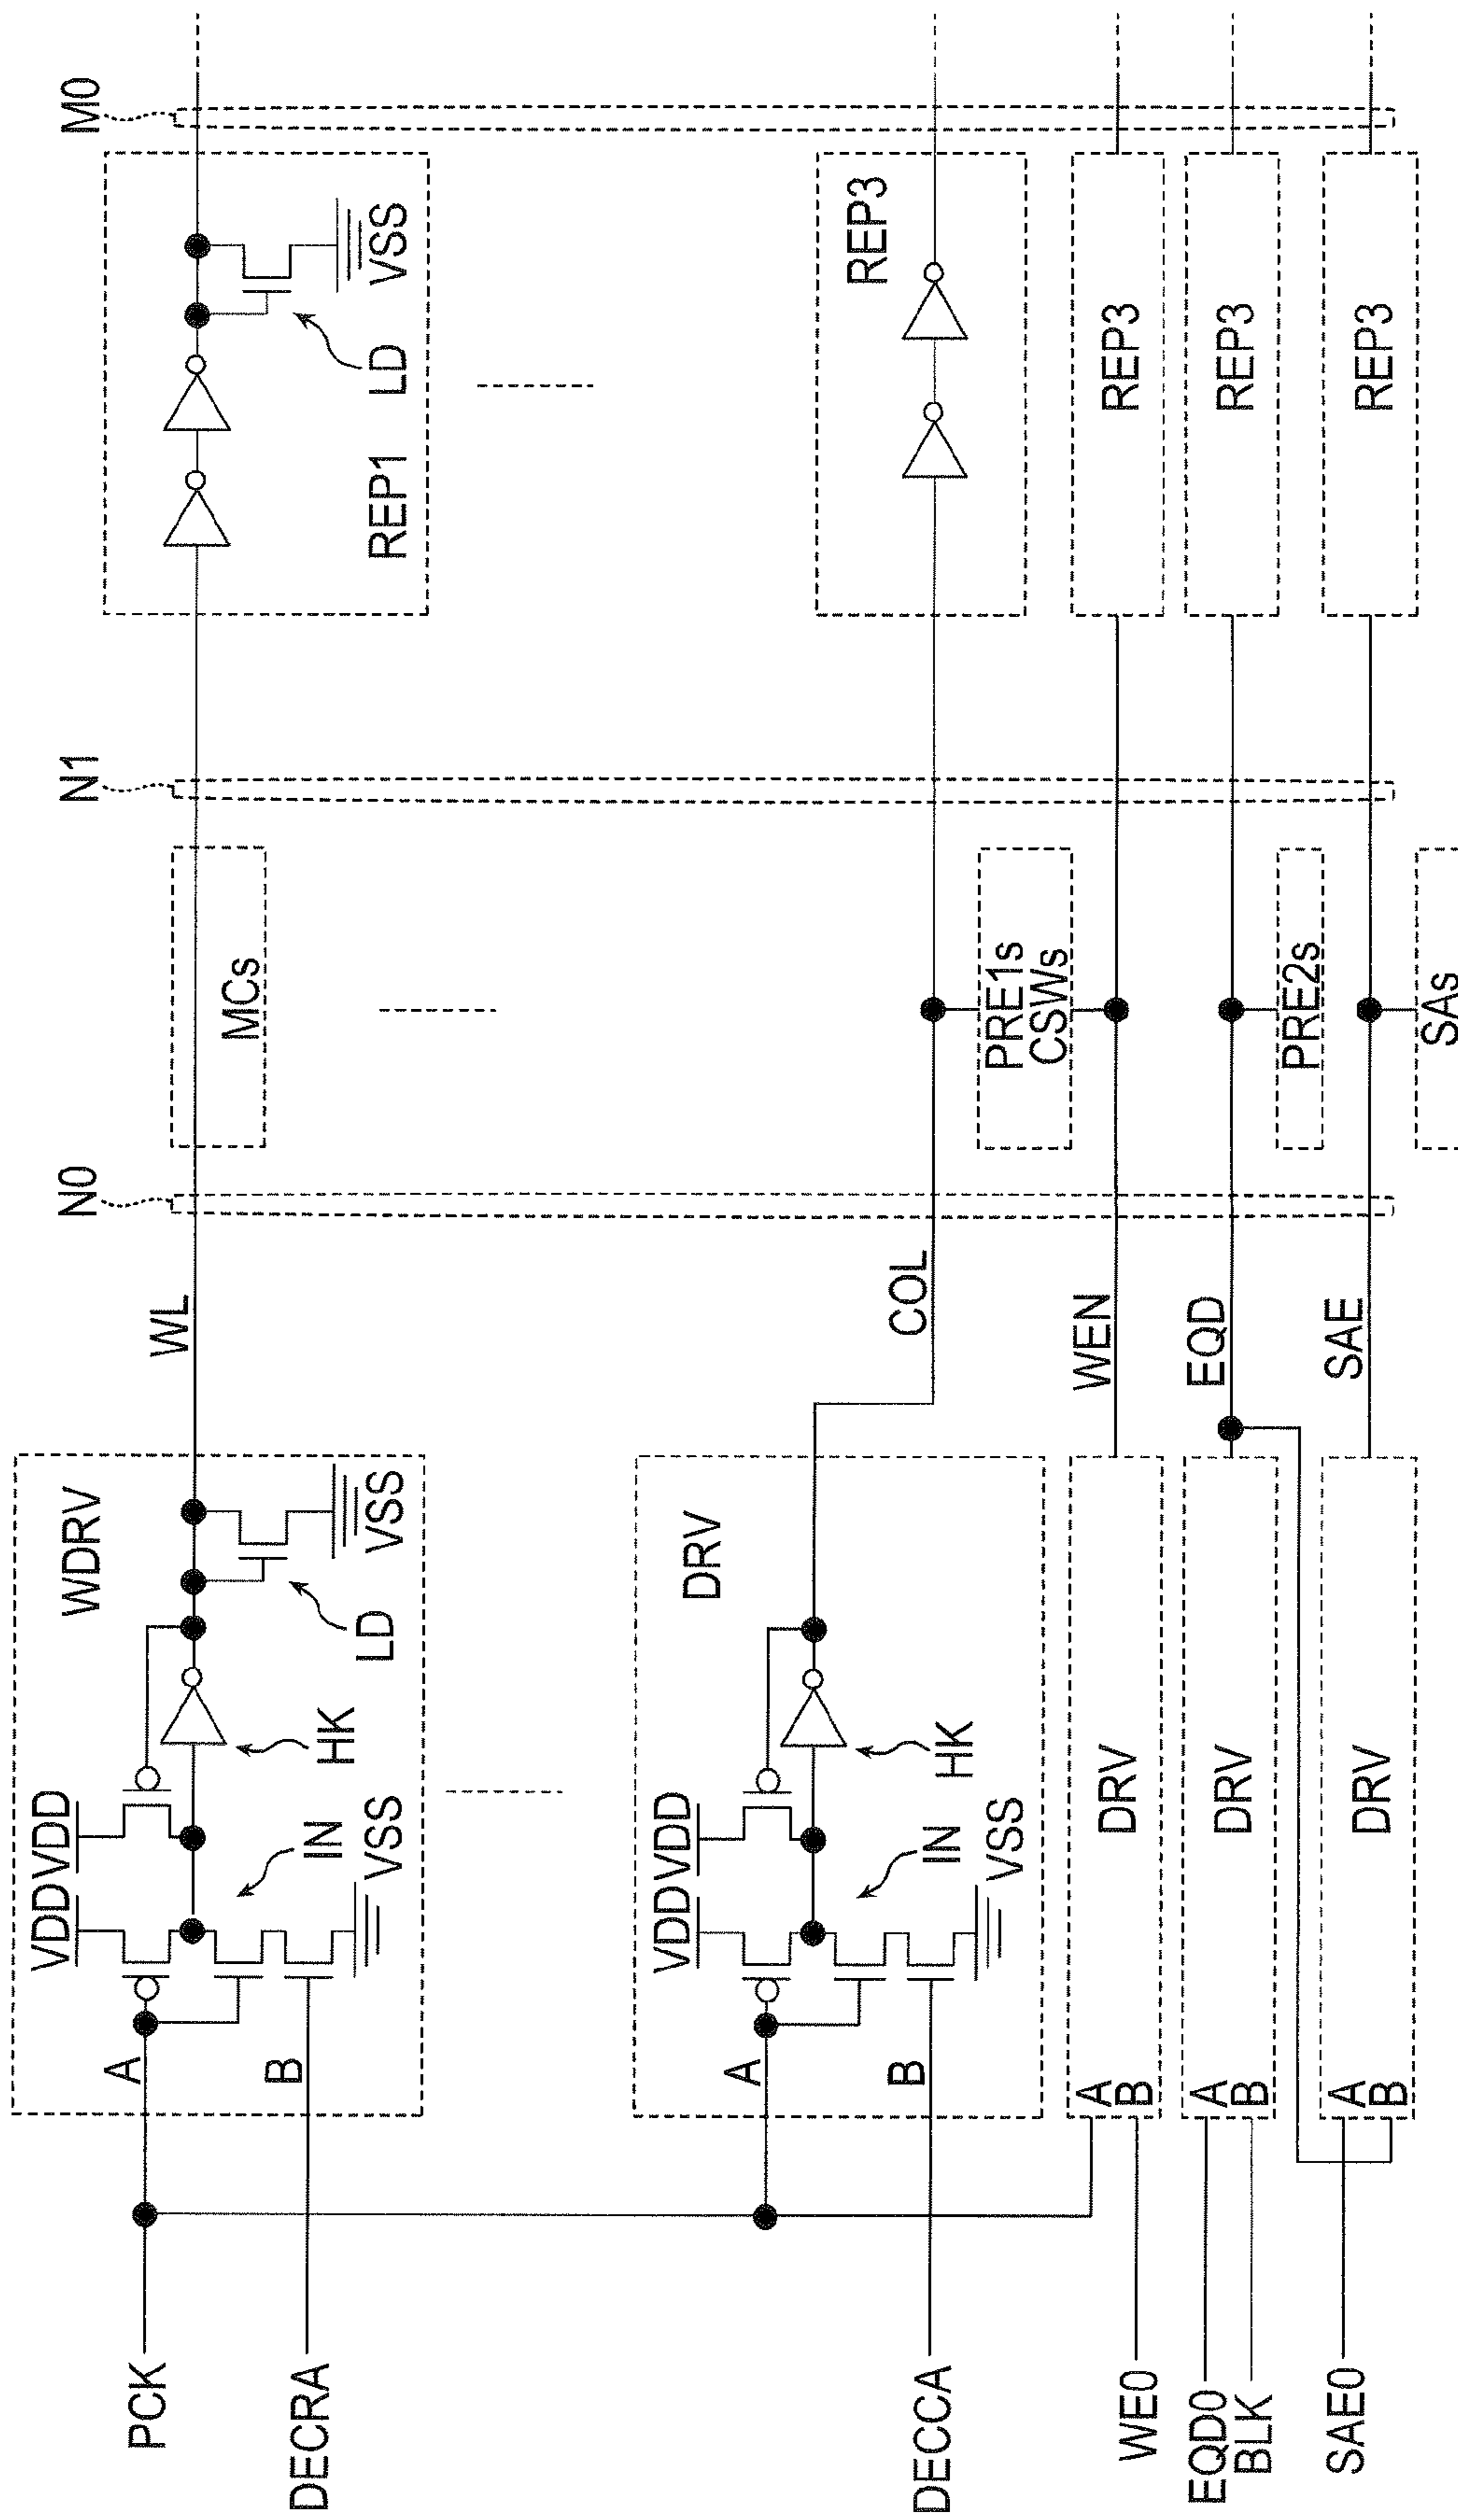 PCK
DECRA
A
B
VDD
VDD
IN
VSS
HK
WDRV
LD
VSS
WL
N0
MCs
N1
REP1
LD
VSS
M0
DECCA
A
B
VDD
VDD
IN
VSS
HK
DRV
COL
PRE1s
CSWs
REP3
WE0
A
B
DRV
WEN
REP3
EQD0
BLK
A
B
DRV
EQD
PRE2s
REP3
SAE0
A
B
DRV
SAE
SAs
REP3